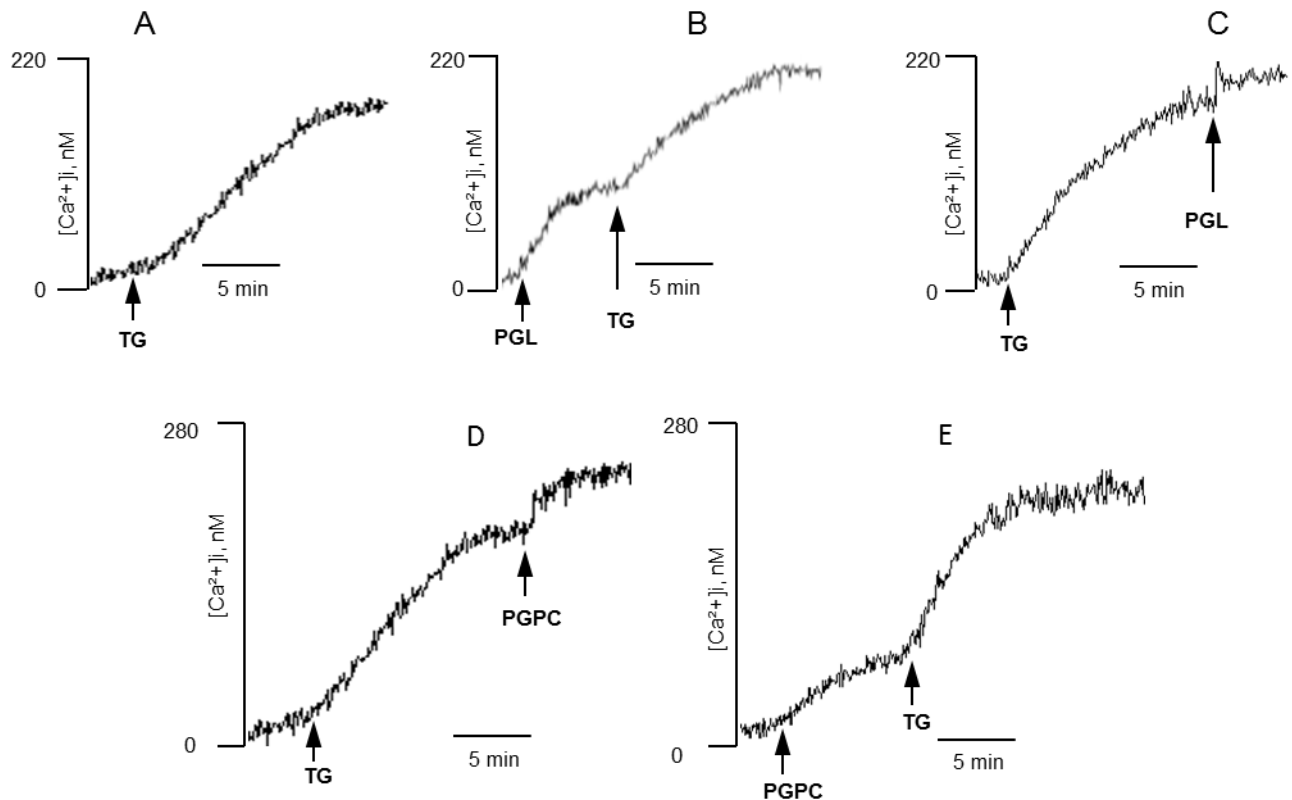 A
220
[Ca²⁺]i, nM
0
5 min
TG
B
220
[Ca²⁺]i, nM
0
5 min
PGL
TG
C
220
[Ca²⁺]i, nM
0
5 min
PGL
TG
D
280
[Ca²⁺]i, nM
0
PGPC
5 min
TG
E
280
[Ca²⁺]i, nM
0
TG
5 min
PGPC